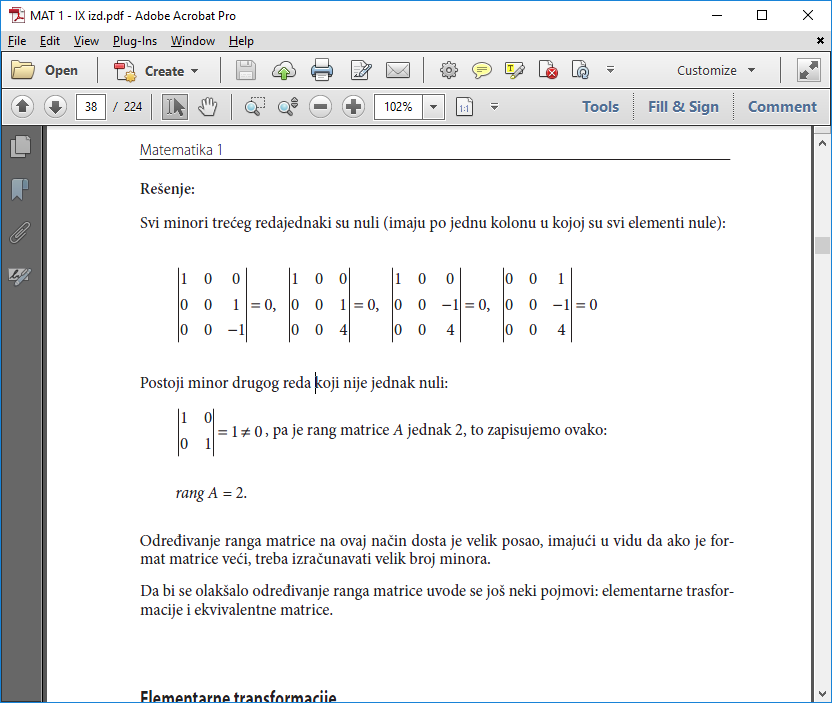 MAT 1 - IX izd.pdf - Adobe Acrobat Pro
File Edit View Plug-Ins Window Help
Open Create Customize
38 / 224 102% 1:1 Tools Fill & Sign Comment
Matematika 1
Rešenje:
Svi minori trećeg redajednaki su nuli (imaju po jednu kolonu u kojoj su svi elementi nule):
|1 0 0| |1 0 0| |1 0 0| |0 0 1|
|0 0 1| = 0, |0 0 1| = 0, |0 0 −1| = 0, |0 0 −1| = 0
|0 0 −1| |0 0 4| |0 0 4| |0 0 4|
Postoji minor drugog reda koji nije jednak nuli:
|1 0|
|0 1| = 1 ≠ 0, pa je rang matrice A jednak 2, to zapisujemo ovako:
rang A = 2.
Određivanje ranga matrice na ovaj način dosta je velik posao, imajući u vidu da ako je for-
mat matrice veći, treba izračunavati velik broj minora.
Da bi se olakšalo određivanje ranga matrice uvode se još neki pojmovi: elementarne trasfor-
macije i ekvivalentne matrice.
Elementarne transformacije